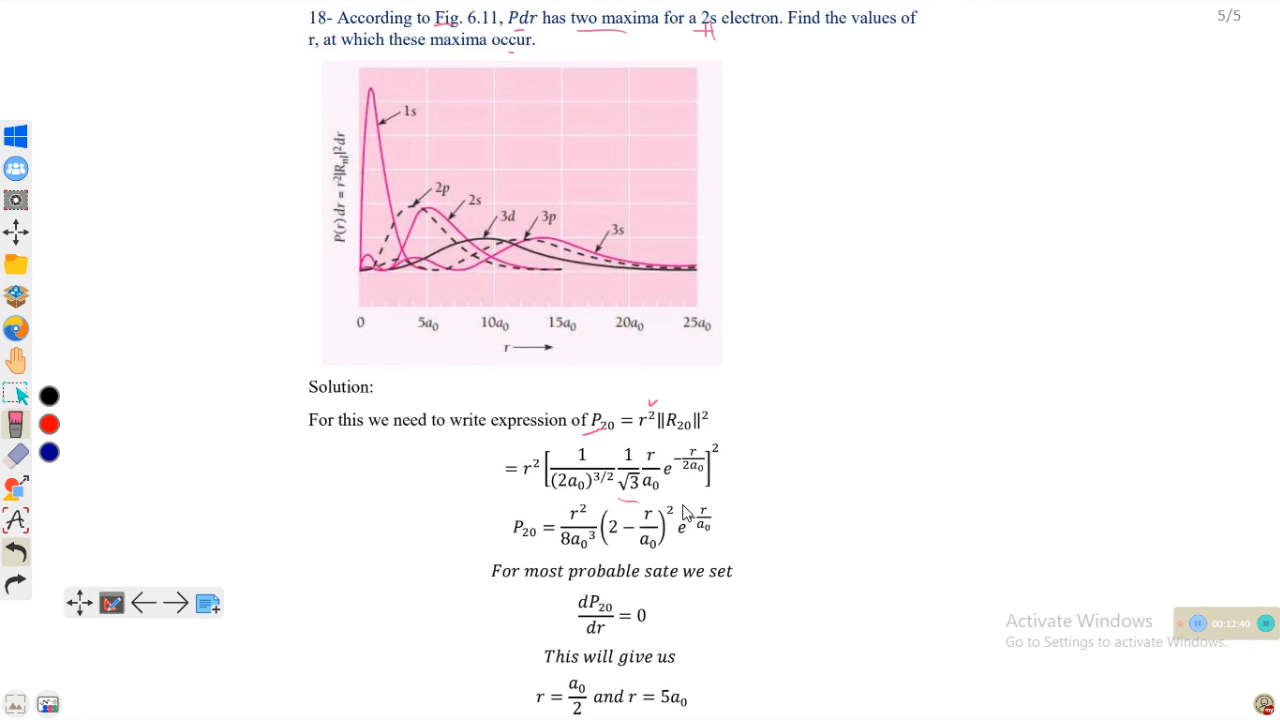 18- According to Fig. 6.11, Pdr has two maxima for a 2s electron. Find the values of
r, at which these maxima occur.
5/5
P(r) dr = r²|Rₙₗ|² dr
1s
2p
2s
3d
3p
3s
0 5a₀ 10a₀ 15a₀ 20a₀ 25a₀
r
Solution:
For this we need to write expression of P₂₀ = r²‖R₂₀‖²
= r² [1/(2a₀)^{3/2} 1/√3 r/a₀ e^{-r/2a₀}]²
P₂₀ = r²/8a₀³ (2 − r/a₀)² e^{-r/a₀}
For most probable sate we set
dP₂₀/dr = 0
This will give us
r = a₀/2 and r = 5a₀
Activate Windows
Go to Settings to activate Windows.
00:12:40